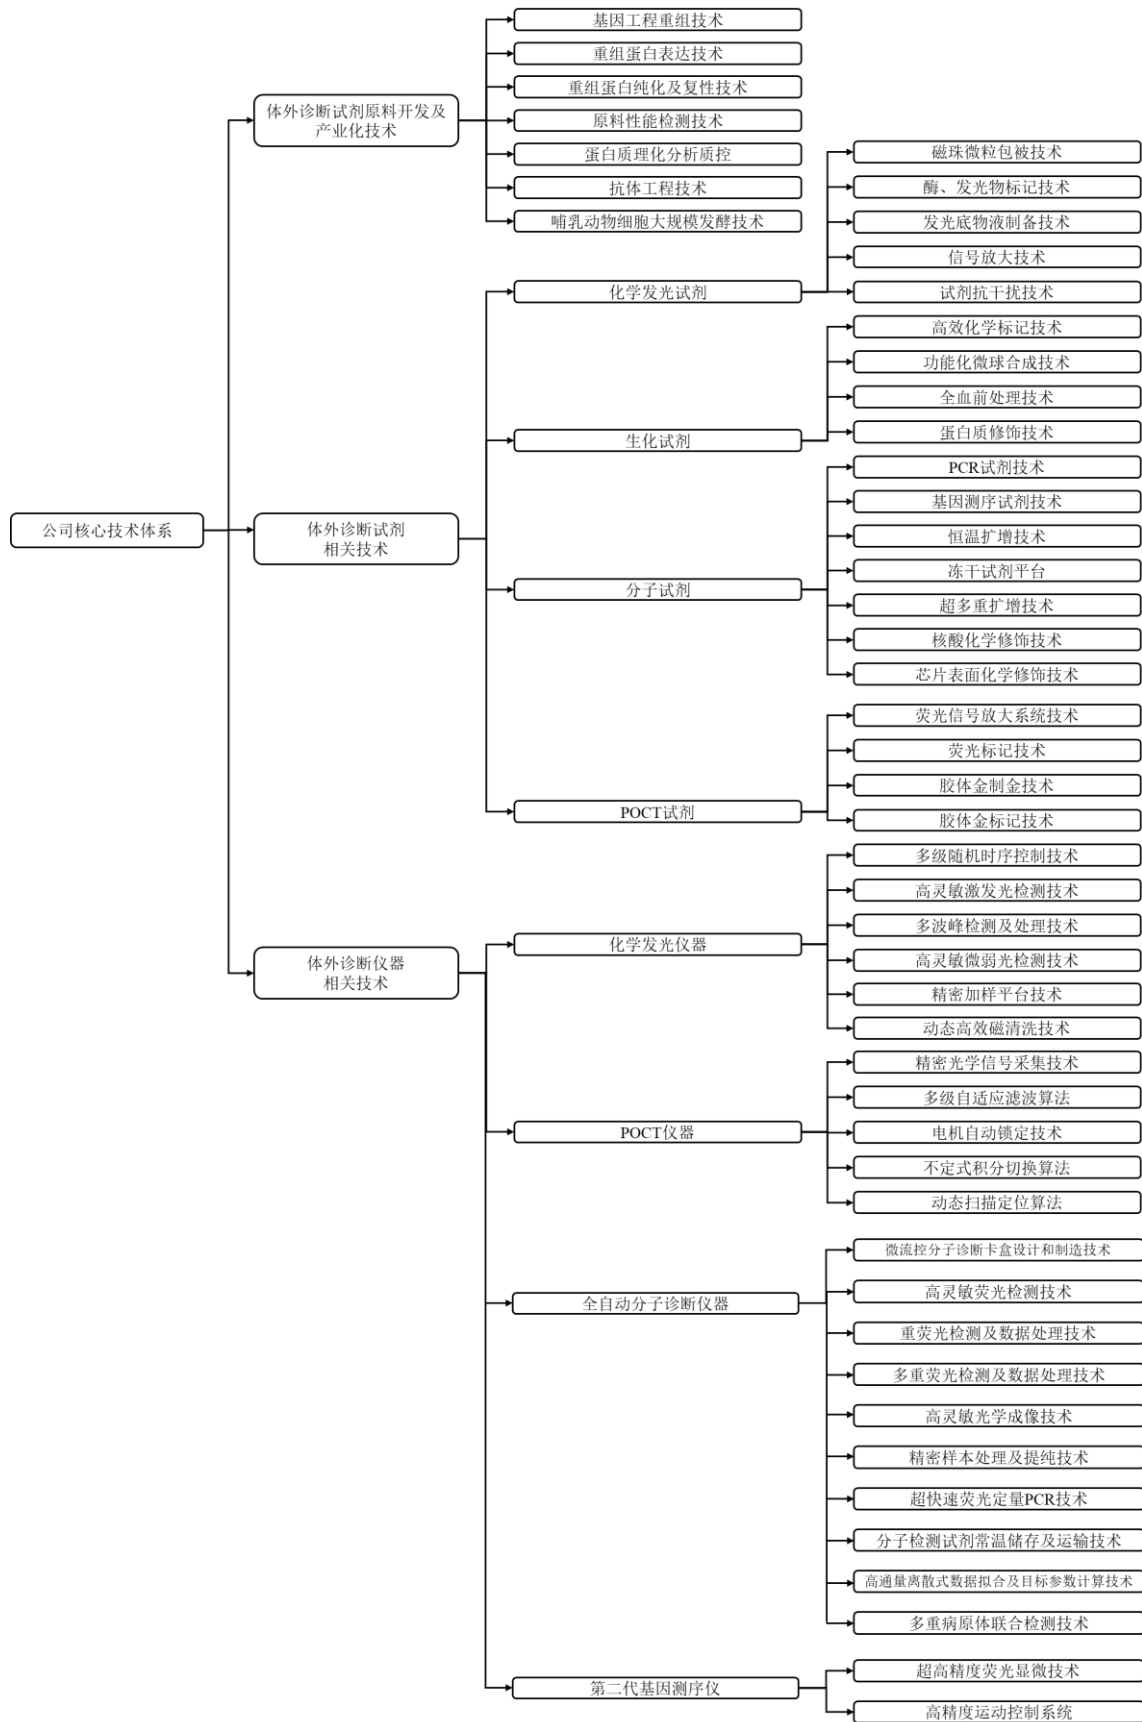 公司核心技术体系
体外诊断试剂原料开发及
产业化技术
基因工程重组技术
重组蛋白表达技术
重组蛋白纯化及复性技术
原料性能检测技术
蛋白质理化分析质控
抗体工程技术
哺乳动物细胞大规模发酵技术
体外诊断试剂
相关技术
化学发光试剂
磁珠微粒包被技术
酶、发光物标记技术
发光底物液制备技术
信号放大技术
试剂抗干扰技术
生化试剂
高效化学标记技术
功能化微球合成技术
全血前处理技术
蛋白质修饰技术
分子试剂
PCR试剂技术
基因测序试剂技术
恒温扩增技术
冻干试剂平台
超多重扩增技术
核酸化学修饰技术
芯片表面化学修饰技术
POCT试剂
荧光信号放大系统技术
荧光标记技术
胶体金制金技术
胶体金标记技术
体外诊断仪器
相关技术
化学发光仪器
多级随机时序控制技术
高灵敏激发光检测技术
多波峰检测及处理技术
高灵敏微弱光检测技术
精密加样平台技术
动态高效磁清洗技术
POCT仪器
精密光学信号采集技术
多级自适应滤波算法
电机自动锁定技术
不定式积分切换算法
动态扫描定位算法
全自动分子诊断仪器
微流控分子诊断卡盒设计和制造技术
高灵敏荧光检测技术
重荧光检测及数据处理技术
多重荧光检测及数据处理技术
高灵敏光学成像技术
精密样本处理及提纯技术
超快速荧光定量PCR技术
分子检测试剂常温储存及运输技术
高通量离散式数据拟合及目标参数计算技术
多重病原体联合检测技术
第二代基因测序仪
超高精度荧光显微技术
高精度运动控制系统